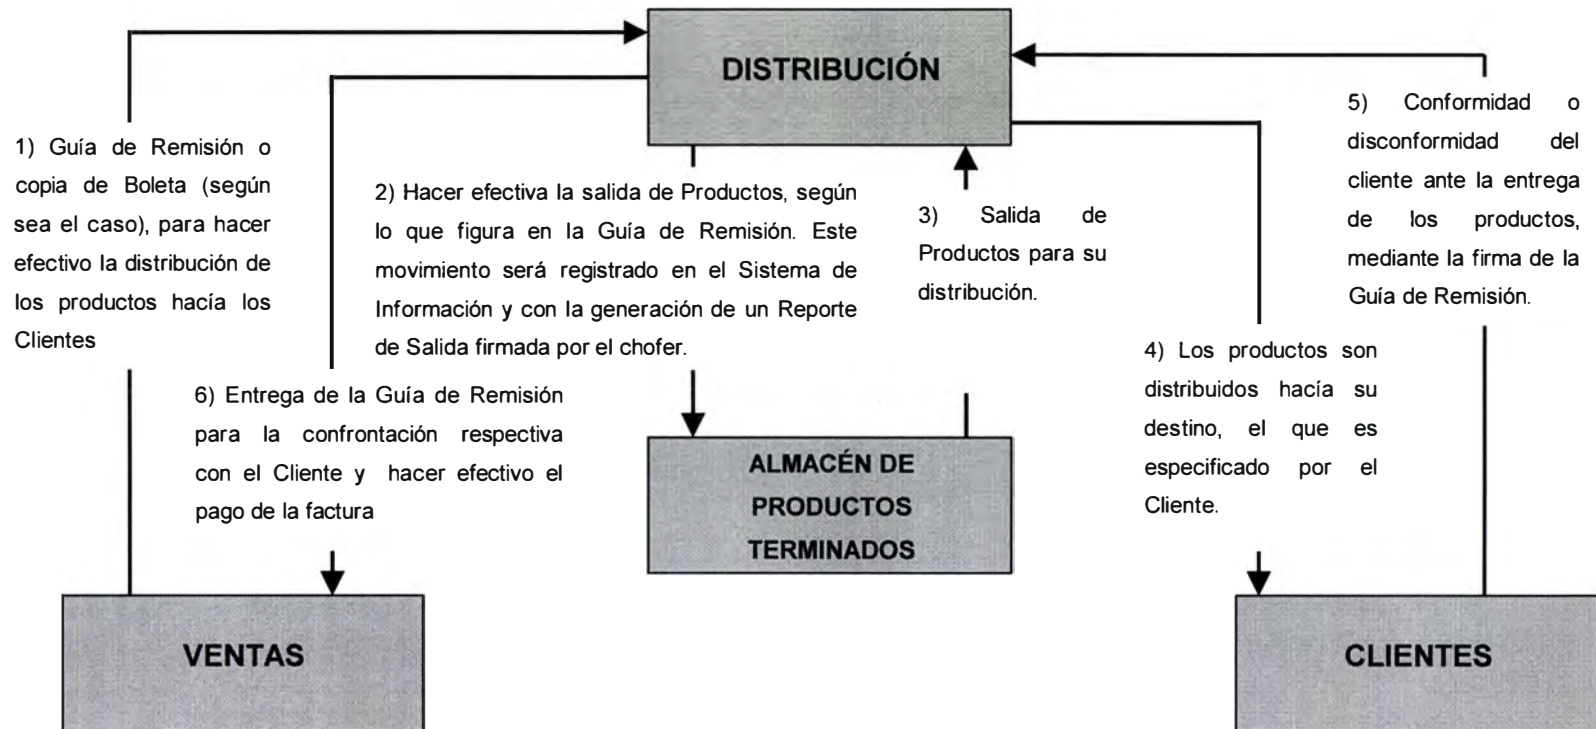 DISTRIBUCIÓN
1) Guía de Remisión o
copia de Boleta (según
sea el caso), para hacer
efectivo la distribución de
los productos hacía los
Clientes
2) Hacer efectiva la salida de Productos, según
lo que figura en la Guía de Remisión. Este
movimiento será registrado en el Sistema de
Información y con la generación de un Reporte
de Salida firmada por el chofer.
3) Salida de
Productos para su
distribución.
5) Conformidad o
disconformidad del
cliente ante la entrega
de los productos,
mediante la firma de la
Guía de Remisión.
4) Los productos son
distribuidos hacía su
destino, el que es
especificado por el
Cliente.
6) Entrega de la Guía de Remisión
para la confrontación respectiva
con el Cliente y hacer efectivo el
pago de la factura
ALMACÉN DE
PRODUCTOS
TERMINADOS
VENTAS
CLIENTES